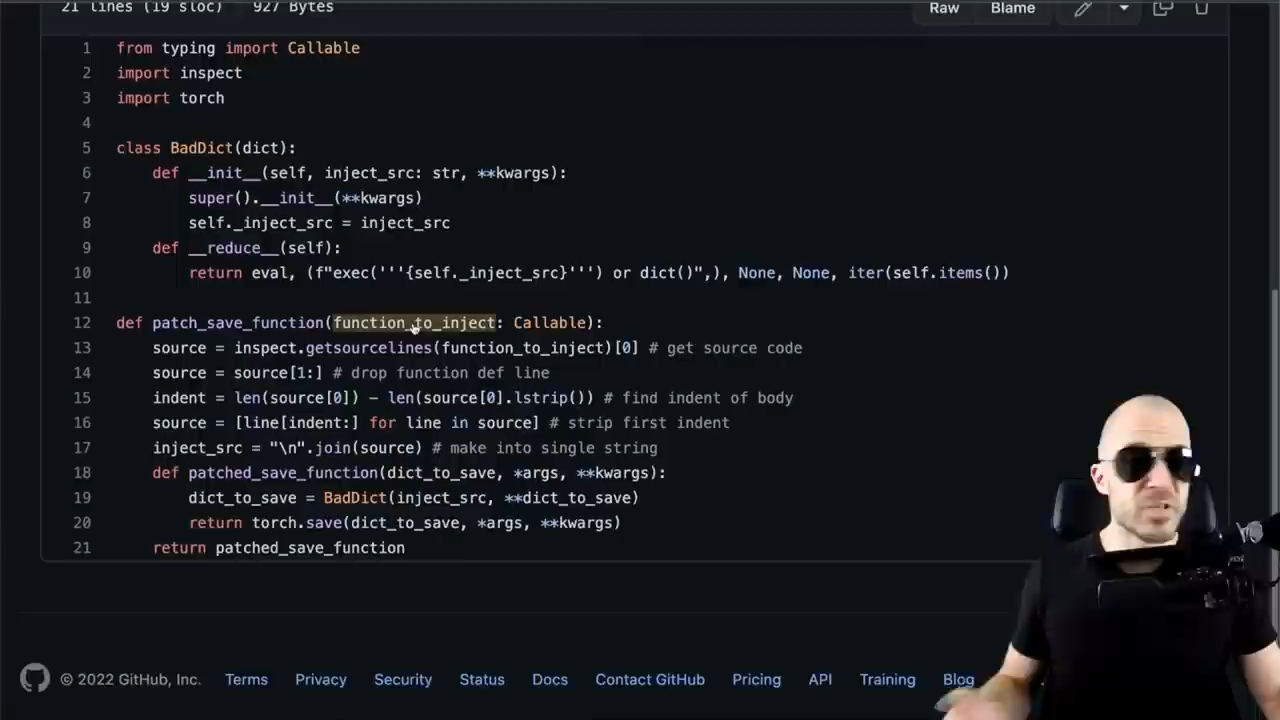 21 lines (19 sloc) 927 Bytes
Raw Blame
1 from typing import Callable
2 import inspect
3 import torch
4
5 class BadDict(dict):
6 def __init__(self, inject_src: str, **kwargs):
7 super().__init__(**kwargs)
8 self._inject_src = inject_src
9 def __reduce__(self):
10 return eval, (f"exec('''{self._inject_src}''') or dict()",), None, None, iter(self.items())
11
12 def patch_save_function(function_to_inject: Callable):
13 source = inspect.getsourcelines(function_to_inject)[0] # get source code
14 source = source[1:] # drop function def line
15 indent = len(source[0]) - len(source[0].lstrip()) # find indent of body
16 source = [line[indent:] for line in source] # strip first indent
17 inject_src = "\n".join(source) # make into single string
18 def patched_save_function(dict_to_save, *args, **kwargs):
19 dict_to_save = BadDict(inject_src, **dict_to_save)
20 return torch.save(dict_to_save, *args, **kwargs)
21 return patched_save_function
© 2022 GitHub, Inc. Terms Privacy Security Status Docs Contact GitHub Pricing API Training Blog